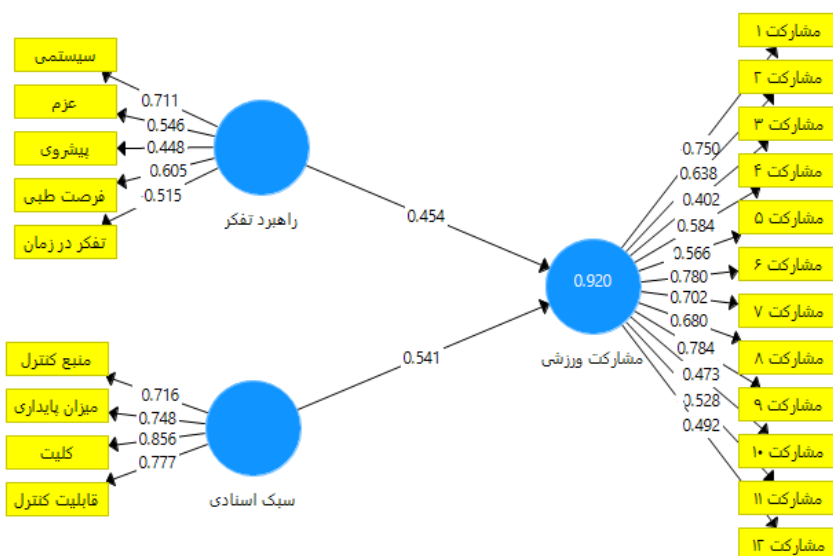 سیستمی
عزم
پیشروی
فرصت طبی
تفکر در زمان
0.711
0.546
0.448
0.605
0.515
راهبرد تفکر
0.454
منبع کنترل
میزان پایداری
کلیت
قابلیت کنترل
0.716
0.748
0.856
0.777
سبک اسنادی
0.541
0.920
مشارکت ورزشی
0.750
0.638
0.402
0.584
0.566
0.780
0.702
0.680
0.784
0.473
0.528
0.492
مشارکت ۱
مشارکت ۲
مشارکت ۳
مشارکت ۴
مشارکت ۵
مشارکت ۶
مشارکت ۷
مشارکت ۸
مشارکت ۹
مشارکت ۱۰
مشارکت ۱۱
مشارکت ۱۲